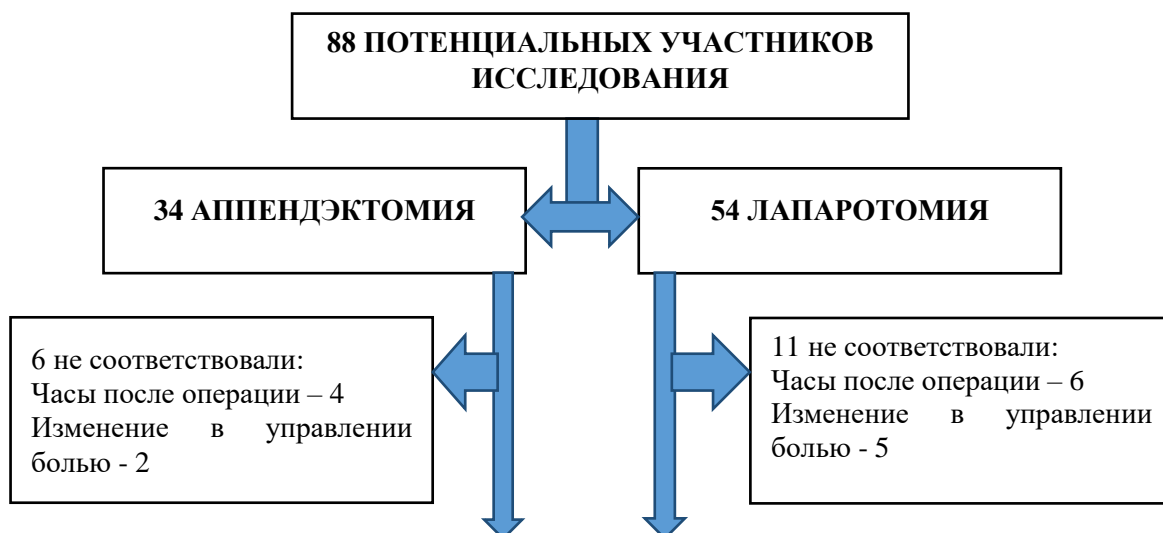 88 ПОТЕНЦИАЛЬНЫХ УЧАСТНИКОВ
ИССЛЕДОВАНИЯ
34 АППЕНДЭКТОМИЯ
54 ЛАПАРОТОМИЯ
6 не соответствовали:
Часы после операции – 4
Изменение в управлении
болью - 2
11 не соответствовали:
Часы после операции – 6
Изменение в управлении
болью - 5